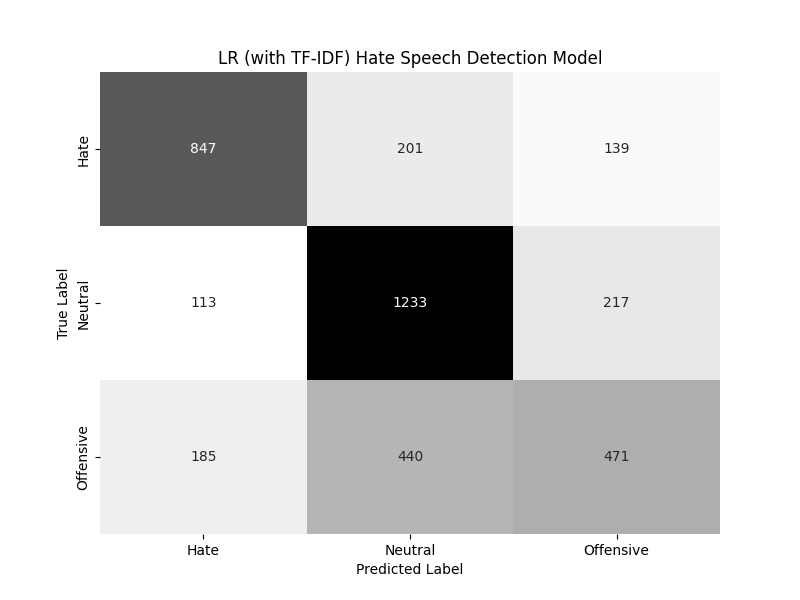 LR (with TF-IDF) Hate Speech Detection Model
True Label
Hate
847 201 139
Neutral
113 1233 217
Offensive
185 440 471
Hate Neutral Offensive
Predicted Label